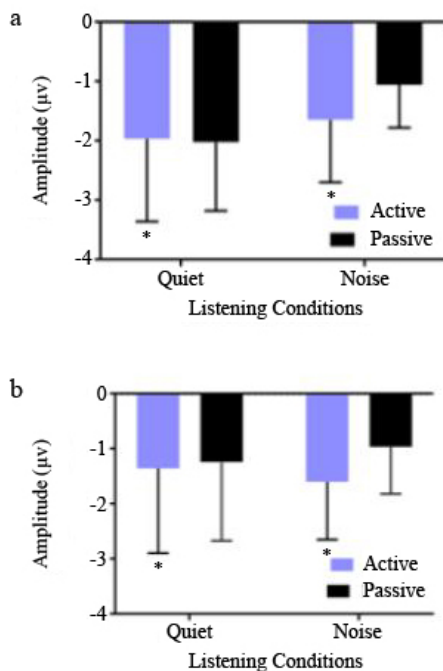 a
0
-1
-2
-3
-4
Amplitude (μv)
*
*
Active
Passive
Quiet
Noise
Listening Conditions
b
0
-1
-2
-3
-4
Amplitude (μv)
*
*
Active
Passive
Quiet
Noise
Listening Conditions